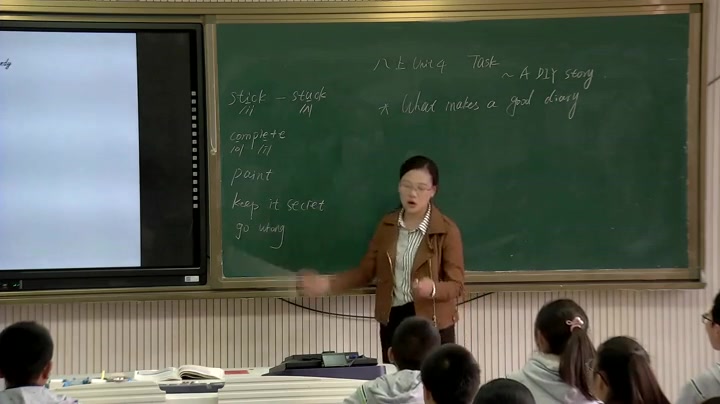 八上 Unit 4 Task
~ A DIY story.
* What makes a good diary
stick - stuck
/ɪ/ /ʌ/
complete
/ə/ /iː/
paint
keep it secret
go wrong